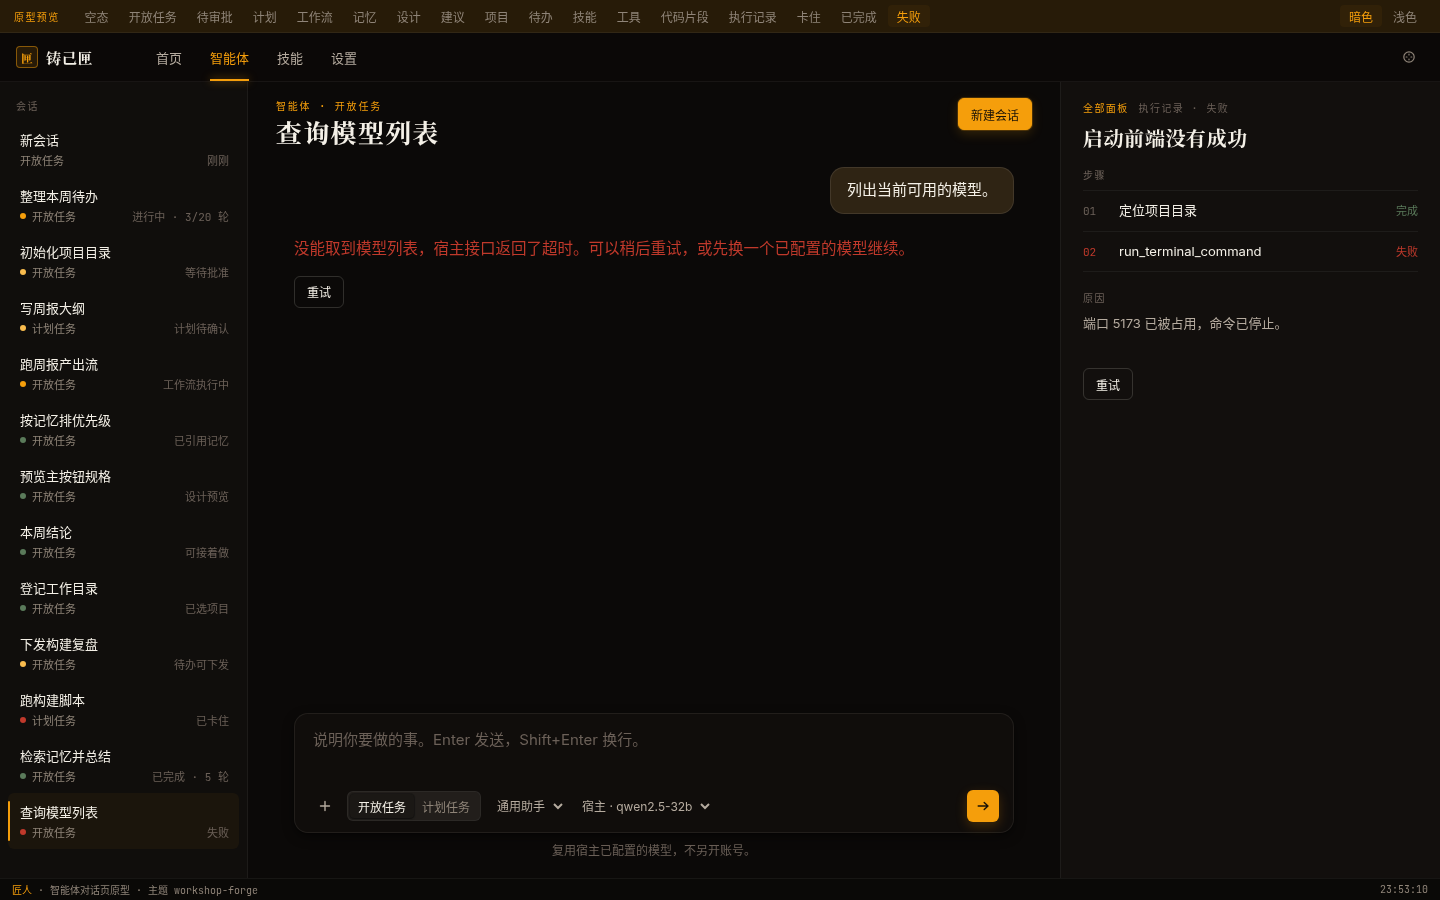 原型预览 空态 开放任务 待审批 计划 工作流 记忆 设计 建议 项目 待办 技能 工具 代码片段 执行记录 卡住 已完成 失败 暗色 浅色
匠 铸己匣 首页 智能体 技能 设置
会话
新会话
开放任务 刚刚
整理本周待办
开放任务 进行中 · 3/20 轮
初始化项目目录
开放任务 等待批准
写周报大纲
计划任务 计划待确认
跑周报产出流
开放任务 工作流执行中
按记忆排优先级
开放任务 已引用记忆
预览主按钮规格
开放任务 设计预览
本周结论
开放任务 可接着做
登记工作目录
开放任务 已选项目
下发构建复盘
开放任务 待办可下发
跑构建脚本
计划任务 已卡住
检索记忆并总结
开放任务 已完成 · 5 轮
查询模型列表
开放任务 失败
智能体 · 开放任务
查询模型列表
新建会话
列出当前可用的模型。
没能取到模型列表，宿主接口返回了超时。可以稍后重试，或先换一个已配置的模型继续。
重试
说明你要做的事。Enter 发送，Shift+Enter 换行。
+ 开放任务 计划任务 通用助手 宿主 · qwen2.5-32b →
复用宿主已配置的模型，不另开账号。
全部面板 执行记录 · 失败
启动前端没有成功
步骤
01 定位项目目录 完成
02 run_terminal_command 失败
原因
端口 5173 已被占用，命令已停止。
重试
匠人 · 智能体对话页原型 · 主题 workshop-forge 23:53:10